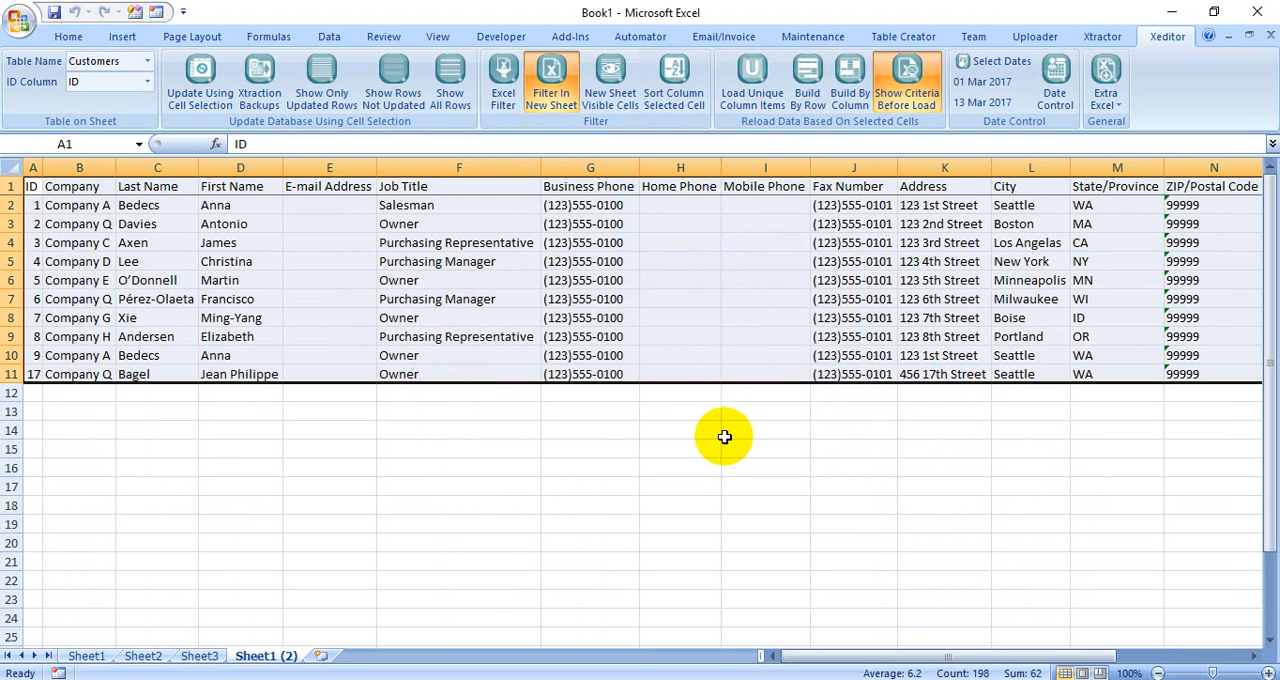 Book1 - Microsoft Excel
Home Insert Page Layout Formulas Data Review View Developer Add-Ins Automator Email/Invoice Maintenance Table Creator Team Uploader Xtractor Xeditor
Table Name Customers
ID Column ID
Table on Sheet
Update Using Cell Selection
Xtraction Backups
Show Only Updated Rows
Show Rows Not Updated
Show All Rows
Update Database Using Cell Selection
Excel Filter
Filter In New Sheet
New Sheet Visible Cells
Sort Column Selected Cell
Filter
Load Unique Column Items
Build By Row
Build By Column
Show Criteria Before Load
Reload Data Based On Selected Cells
Select Dates
01 Mar 2017
13 Mar 2017
Date Control
Date Control
Extra Excel
General
A1 fx ID
A B C D E F G H I J K L M N
1 ID Company Last Name First Name E-mail Address Job Title Business Phone Home Phone Mobile Phone Fax Number Address City State/Province ZIP/Postal Code
2 1 Company A Bedecs Anna Salesman (123)555-0100 (123)555-0101 123 1st Street Seattle WA 99999
3 2 Company Q Davies Antonio Owner (123)555-0100 (123)555-0101 123 2nd Street Boston MA 99999
4 3 Company C Axen James Purchasing Representative (123)555-0100 (123)555-0101 123 3rd Street Los Angelas CA 99999
5 4 Company D Lee Christina Purchasing Manager (123)555-0100 (123)555-0101 123 4th Street New York NY 99999
6 5 Company E O’Donnell Martin Owner (123)555-0100 (123)555-0101 123 5th Street Minneapolis MN 99999
7 6 Company Q Pérez-Olaeta Francisco Purchasing Manager (123)555-0100 (123)555-0101 123 6th Street Milwaukee WI 99999
8 7 Company G Xie Ming-Yang Owner (123)555-0100 (123)555-0101 123 7th Street Boise ID 99999
9 8 Company H Andersen Elizabeth Purchasing Representative (123)555-0100 (123)555-0101 123 8th Street Portland OR 99999
10 9 Company A Bedecs Anna Owner (123)555-0100 (123)555-0101 123 1st Street Seattle WA 99999
11 17 Company Q Bagel Jean Philippe Owner (123)555-0100 (123)555-0101 456 17th Street Seattle WA 99999
12
13
14
15
16
17
18
19
20
21
22
23
24
25
Sheet1 Sheet2 Sheet3 Sheet1 (2)
Ready Average: 6.2 Count: 198 Sum: 62 100%